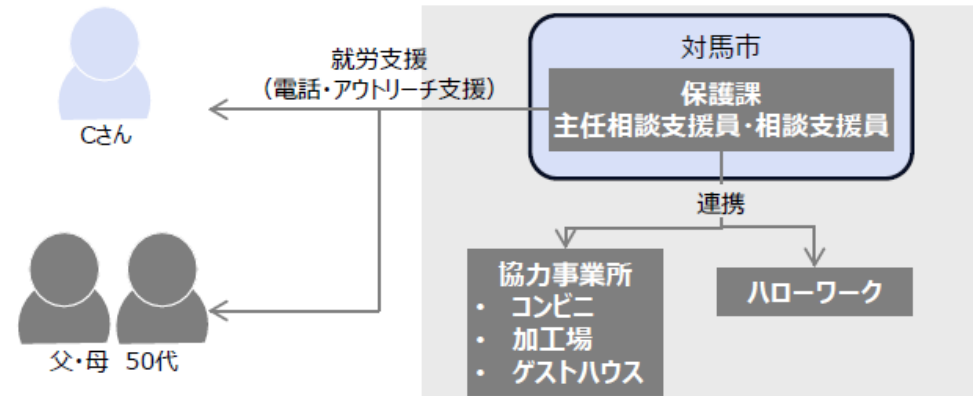 対馬市
保護課
主任相談支援員・相談支援員
就労支援
（電話・アウトリーチ支援）
Cさん
連携
協力事業所
・ コンビニ
・ 加工場
・ ゲストハウス
ハローワーク
父・母 50代